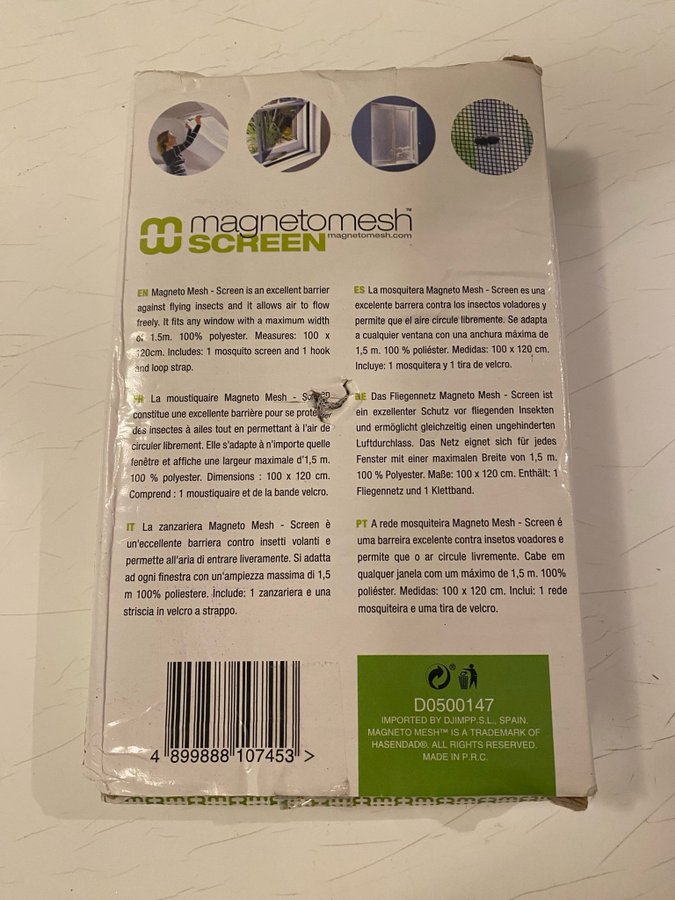 magnetomesh™
SCREEN magnetomesh.com
EN Magneto Mesh - Screen is an excellent barrier
against flying insects and it allows air to flow
freely. It fits any window with a maximum width
of 1.5m. 100% polyester. Measures: 100 x
120cm. Includes: 1 mosquito screen and 1 hook
and loop strap.
FR La moustiquaire Magneto Mesh - Screen
constitue une excellente barrière pour se protéger
des insectes à ailes tout en permettant à l'air de
circuler librement. Elle s'adapte à n'importe quelle
fenêtre et affiche une largeur maximale d'1,5 m.
100 % polyester. Dimensions : 100 x 120 cm.
Comprend : 1 moustiquaire et de la bande velcro.
IT La zanzariera Magneto Mesh - Screen è
un'eccellente barriera contro insetti volanti e
permette all'aria di entrare liveramente. Si adatta
ad ogni finestra con un'ampiezza massima di 1,5
m 100% poliestere. Include: 1 zanzariera e una
striscia in velcro a strappo.
ES La mosquitera Magneto Mesh - Screen es una
excelente barrera contra los insectos voladores y
permite que el aire circule libremente. Se adapta
a cualquier ventana con una anchura máxima de
1,5 m. 100% poliéster. Medidas: 100 x 120 cm.
Incluye: 1 mosquitera y 1 tira de velcro.
DE Das Fliegennetz Magneto Mesh - Screen ist
ein exzellenter Schutz vor fliegenden Insekten
und ermöglicht gleichzeitig einen ungehinderten
Luftdurchlass. Das Netz eignet sich für jedes
Fenster mit einer maximalen Breite von 1,5 m.
100 % Polyester. Maße: 100 x 120 cm. Enthält: 1
Fliegennetz und 1 Klettband.
PT A rede mosquiteira Magneto Mesh - Screen é
uma barreira excelente contra insetos voadores e
permite que o ar circule livremente. Cabe em
qualquer janela com um máximo de 1,5 m. 100%
poliéster. Medidas: 100 x 120 cm. Inclui: 1 rede
mosquiteira e uma tira de velcro.
4 899888 107453 >
®
D0500147
IMPORTED BY DJIMPP.S.L., SPAIN.
MAGNETO MESH™ IS A TRADEMARK OF
HASENDAD®. ALL RIGHTS RESERVED.
MADE IN P.R.C.